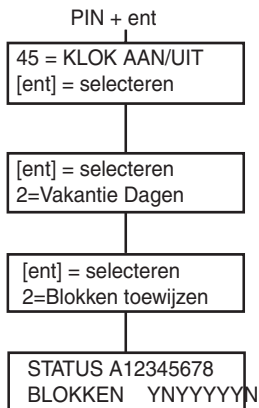 PIN + ent
45 = KLOK AAN/UIT
[ent] = selecteren
[ent] = selecteren
2=Vakantie Dagen
[ent] = selecteren
2=Blokken toewijzen
STATUS A12345678
BLOKKEN YNYYYYYN